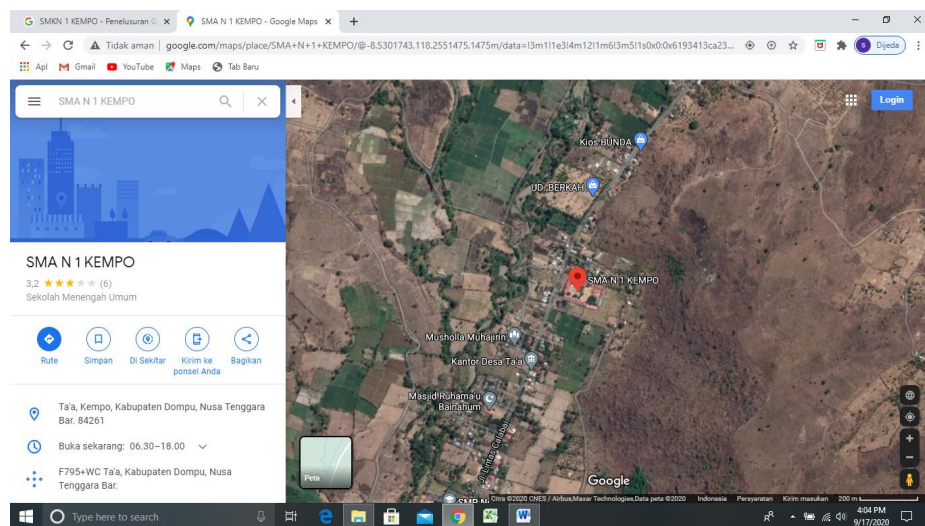 SMKN 1 KEMPO - Penelusuran G
SMA N 1 KEMPO - Google Maps
Tidak aman
google.com/maps/place/SMA+N+1+KEMPO/@-8.5301743,118.2551475,1475m/data=!3m1!1e3!4m12!1m6!3m5!1s0x0:0x6193413ca23...
Dijeda
Apl
Gmail
YouTube
Maps
Tab Baru
SMA N 1 KEMPO
Login
SMA N 1 KEMPO
3,2
(6)
Sekolah Menengah Umum
Rute
Simpan
Di Sekitar
Kirim ke
ponsel Anda
Bagikan
Ta'a, Kempo, Kabupaten Dompu, Nusa Tenggara
Bar. 84261
Buka sekarang: 06.30–18.00
F795+WC Ta'a, Kabupaten Dompu, Nusa
Tenggara Bar.
Kios BUNDA
UD. BERKAH
SMA N 1 KEMPO
Musholla Muhajirin
Kantor Desa Ta'a
Masjid Ruhama'u
Bainahum
Jl. Lintas Calabai
Peta
Google
Citra ©2020 CNES / Airbus,Maxar Technologies,Data peta ©2020
Indonesia
Persyaratan
Kirim masukan
200 m
Type here to search
4:04 PM
9/17/2020